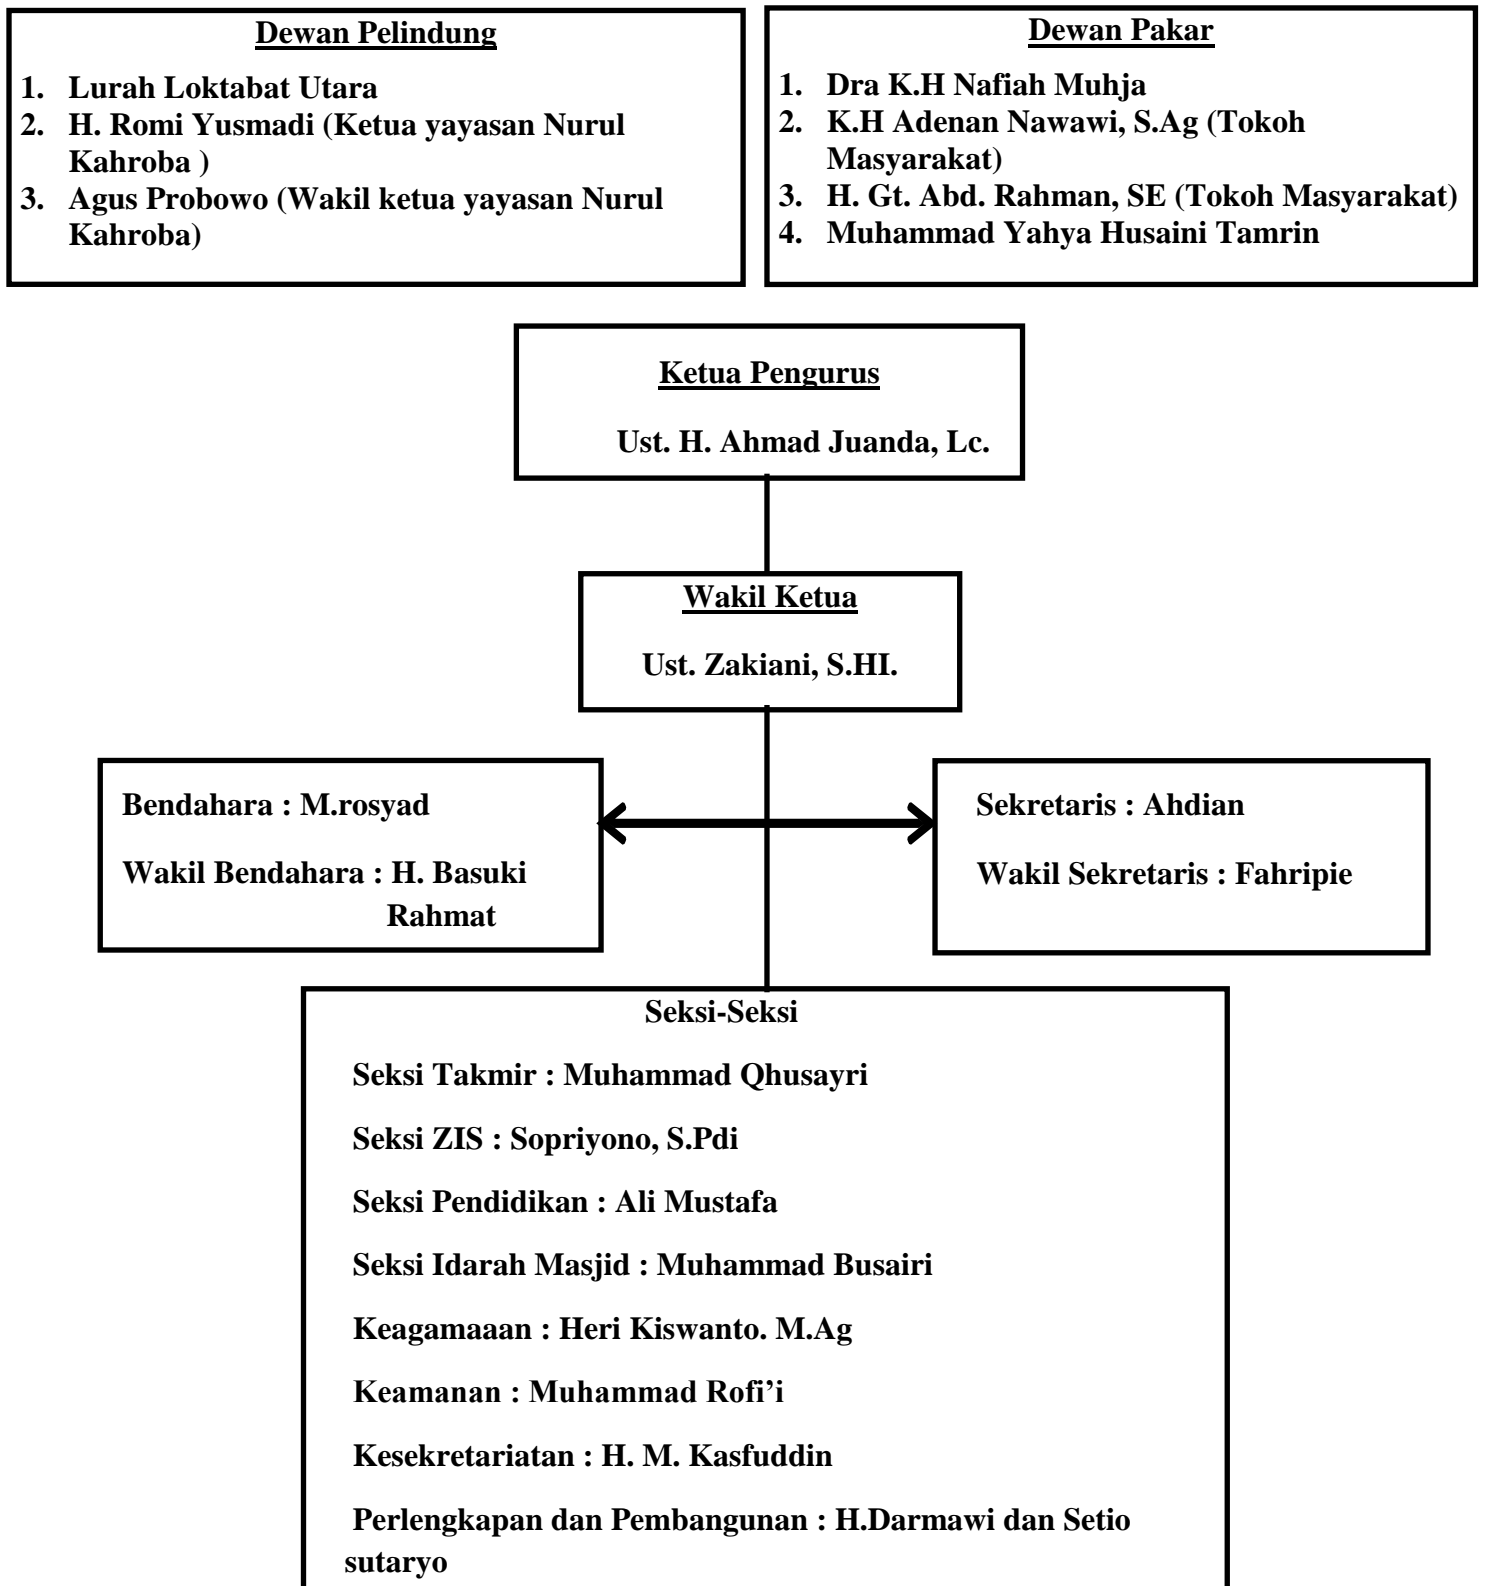 Dewan Pelindung
1. Lurah Loktabat Utara
2. H. Romi Yusmadi (Ketua yayasan Nurul
Kahroba )
3. Agus Probowo (Wakil ketua yayasan Nurul
Kahroba)
Dewan Pakar
1. Dra K.H Nafiah Muhja
2. K.H Adenan Nawawi, S.Ag (Tokoh
Masyarakat)
3. H. Gt. Abd. Rahman, SE (Tokoh Masyarakat)
4. Muhammad Yahya Husaini Tamrin
Ketua Pengurus
Ust. H. Ahmad Juanda, Lc.
Wakil Ketua
Ust. Zakiani, S.HI.
Bendahara : M.rosyad
Wakil Bendahara : H. Basuki
Rahmat
Sekretaris : Ahdian
Wakil Sekretaris : Fahripie
Seksi-Seksi
Seksi Takmir : Muhammad Qhusayri
Seksi ZIS : Sopriyono, S.Pdi
Seksi Pendidikan : Ali Mustafa
Seksi Idarah Masjid : Muhammad Busairi
Keagamaaan : Heri Kiswanto. M.Ag
Keamanan : Muhammad Rofi’i
Kesekretariatan : H. M. Kasfuddin
Perlengkapan dan Pembangunan : H.Darmawi dan Setio
sutaryo